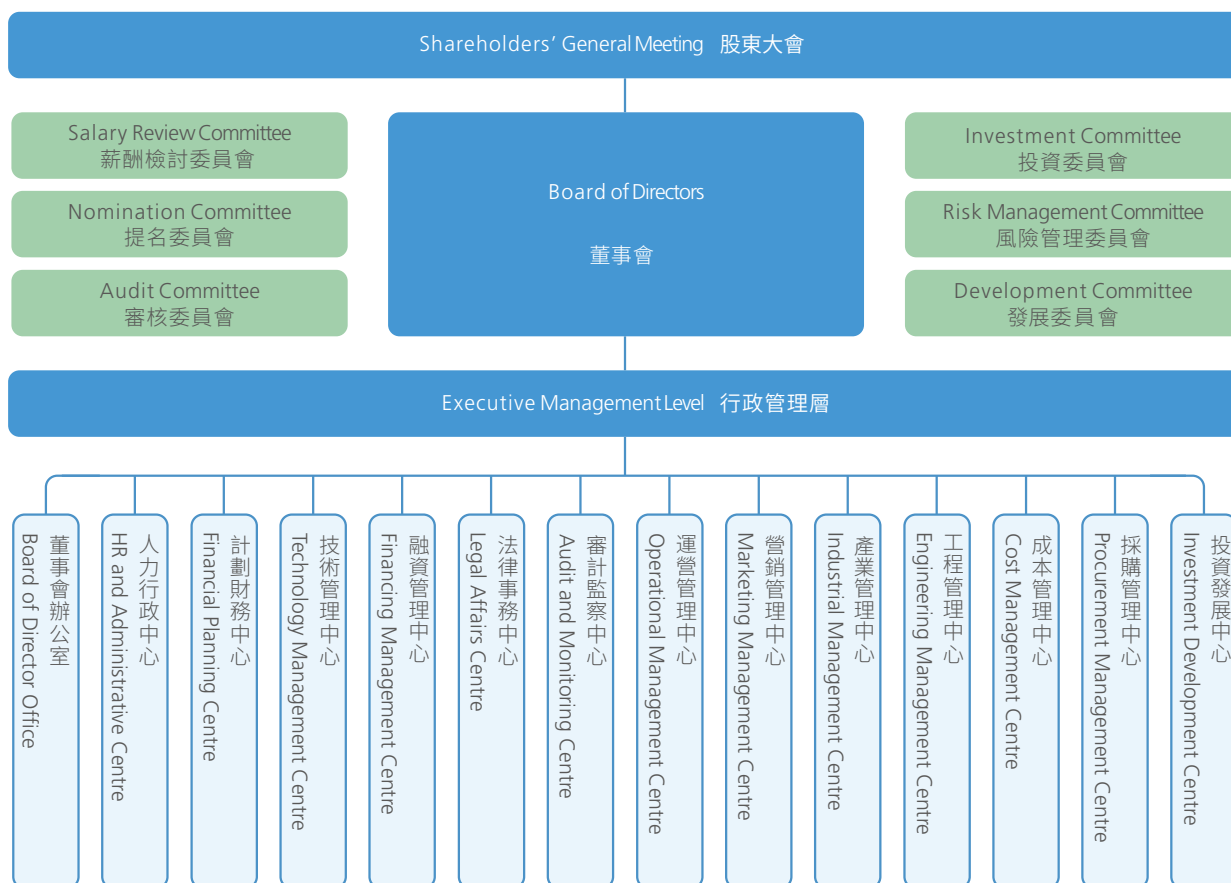 Shareholders' General Meeting 股東大會
Salary Review Committee
薪酬檢討委員會
Nomination Committee
提名委員會
Audit Committee
審核委員會
Board of Directors
董事會
Investment Committee
投資委員會
Risk Management Committee
風險管理委員會
Development Committee
發展委員會
Executive Management Level 行政管理層
董事會辦公室
Board of Director Office
人力行政中心
HR and Administrative Centre
計劃財務中心
Financial Planning Centre
技術管理中心
Technology Management Centre
融資管理中心
Financing Management Centre
法律事務中心
Legal Affairs Centre
審計監察中心
Audit and Monitoring Centre
運營管理中心
Operational Management Centre
營銷管理中心
Marketing Management Centre
產業管理中心
Industrial Management Centre
工程管理中心
Engineering Management Centre
成本管理中心
Cost Management Centre
採購管理中心
Procurement Management Centre
投資發展中心
Investment Development Centre